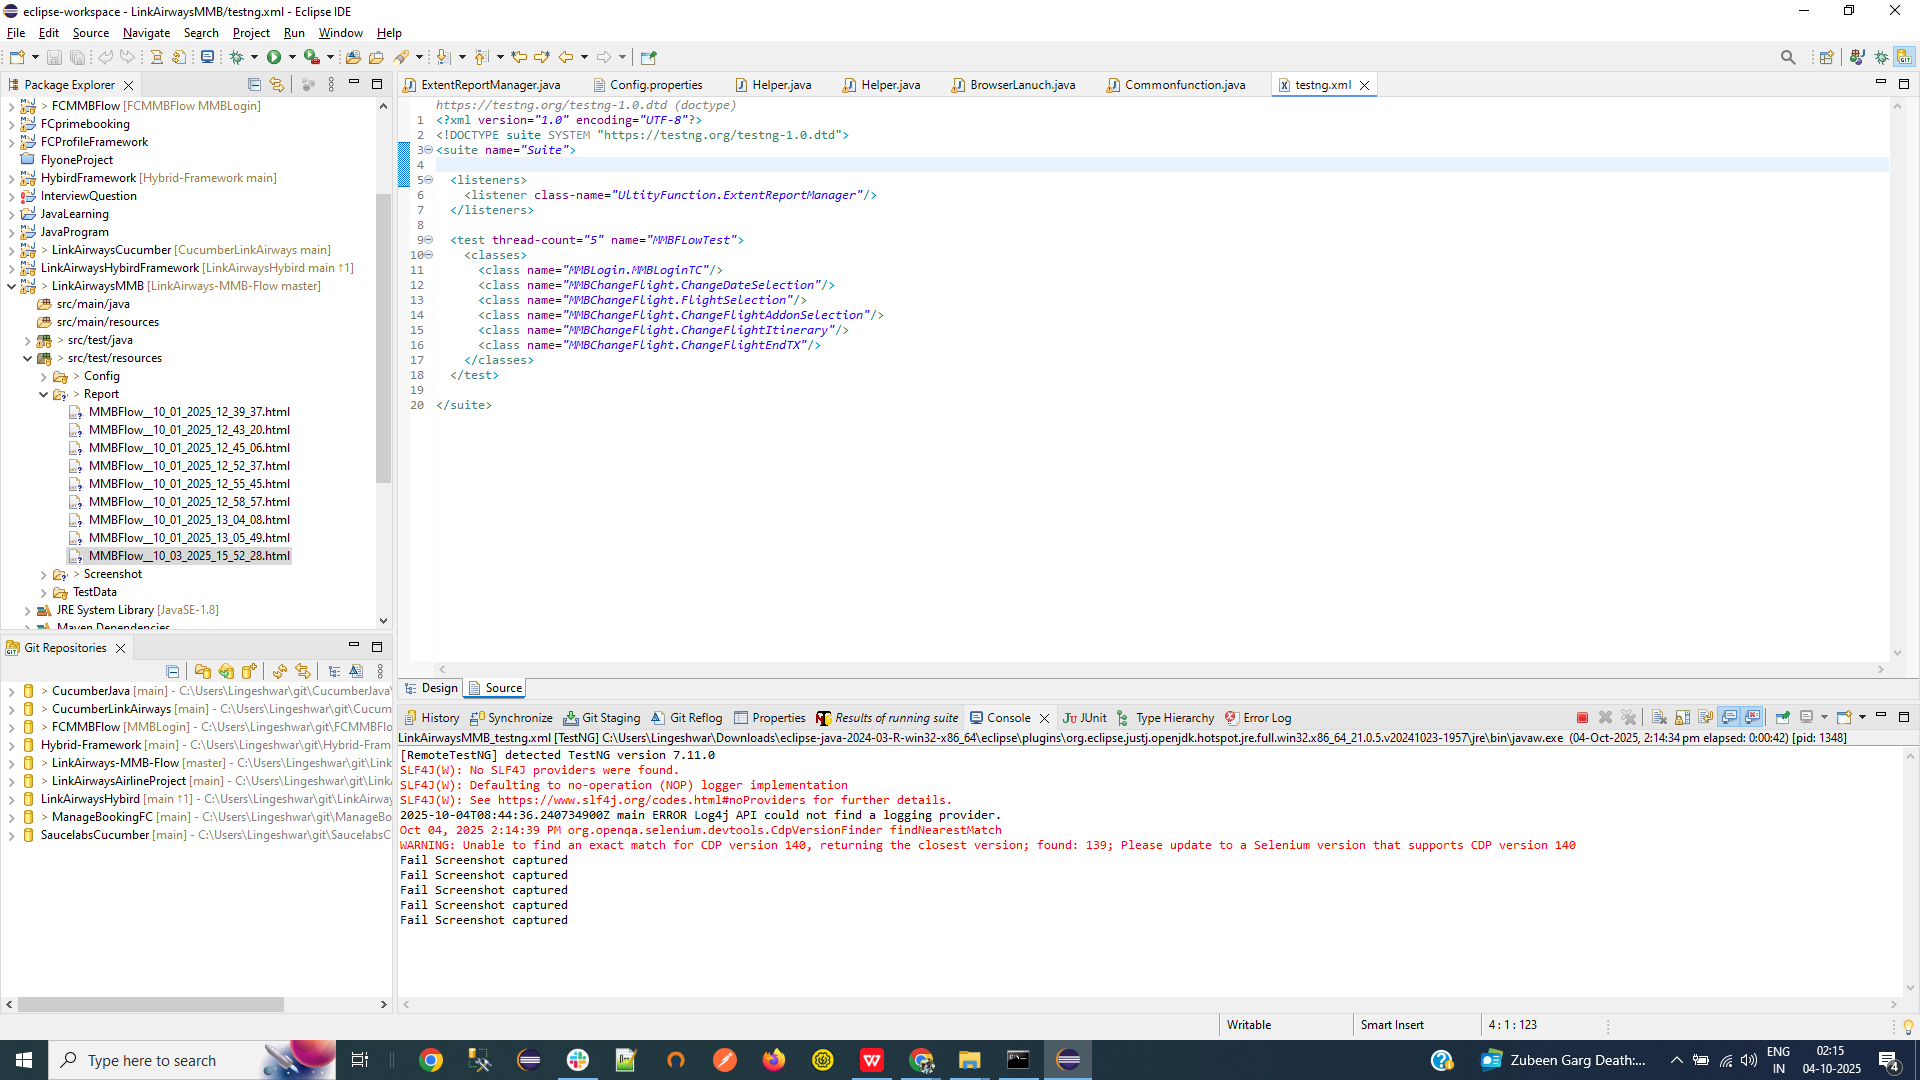 eclipse-workspace - LinkAirwaysMMB/testng.xml - Eclipse IDE
File Edit Source Navigate Search Project Run Window Help
Package Explorer
> FCMMBFlow [FCMMBFlow MMBLogin]
FCprimebooking
FCProfileFramework
FlyoneProject
HybirdFramework [Hybrid-Framework main]
InterviewQuestion
JavaLearning
JavaProgram
> LinkAirwaysCucumber [CucumberLinkAirways main]
LinkAirwaysHybirdFramework [LinkAirwaysHybird main ↑1]
> LinkAirwaysMMB [LinkAirways-MMB-Flow master]
src/main/java
src/main/resources
> src/test/java
> src/test/resources
> Config
> Report
MMBFlow__10_01_2025_12_39_37.html
MMBFlow__10_01_2025_12_43_20.html
MMBFlow__10_01_2025_12_45_06.html
MMBFlow__10_01_2025_12_52_37.html
MMBFlow__10_01_2025_12_55_45.html
MMBFlow__10_01_2025_12_58_57.html
MMBFlow__10_01_2025_13_04_08.html
MMBFlow__10_01_2025_13_05_49.html
MMBFlow__10_03_2025_15_52_28.html
> Screenshot
TestData
JRE System Library [JavaSE-1.8]
Maven Dependencies
Git Repositories
> CucumberJava [main] - C:\Users\Lingeshwar\git\CucumberJava\
> CucumberLinkAirways [main] - C:\Users\Lingeshwar\git\Cucum
> FCMMBFlow [MMBLogin] - C:\Users\Lingeshwar\git\FCMMBFlo
Hybrid-Framework [main] - C:\Users\Lingeshwar\git\Hybrid-Fram
> LinkAirways-MMB-Flow [master] - C:\Users\Lingeshwar\git\Link
> LinkAirwaysAirlineProject [main] - C:\Users\Lingeshwar\git\Link
LinkAirwaysHybird [main ↑1] - C:\Users\Lingeshwar\git\LinkAirway
> ManageBookingFC [main] - C:\Users\Lingeshwar\git\ManageBo
SaucelabsCucumber [main] - C:\Users\Lingeshwar\git\SaucelabsC
ExtentReportManager.java Config.properties Helper.java Helper.java BrowserLanuch.java Commonfunction.java testng.xml
https://testng.org/testng-1.0.dtd (doctype)
1 <?xml version="1.0" encoding="UTF-8"?>
2 <!DOCTYPE suite SYSTEM "https://testng.org/testng-1.0.dtd">
3 <suite name="Suite">
4
5 <listeners>
6 <listener class-name="UltityFunction.ExtentReportManager"/>
7 </listeners>
8
9 <test thread-count="5" name="MMBFLowTest">
10 <classes>
11 <class name="MMBLogin.MMBLoginTC"/>
12 <class name="MMBChangeFlight.ChangeDateSelection"/>
13 <class name="MMBChangeFlight.FlightSelection"/>
14 <class name="MMBChangeFlight.ChangeFlightAddonSelection"/>
15 <class name="MMBChangeFlight.ChangeFlightItinerary"/>
16 <class name="MMBChangeFlight.ChangeFlightEndTX"/>
17 </classes>
18 </test>
19
20 </suite>
Design Source
History Synchronize Git Staging Git Reflog Properties Results of running suite Console JUnit Type Hierarchy Error Log
LinkAirwaysMMB_testng.xml [TestNG] C:\Users\Lingeshwar\Downloads\eclipse-java-2024-03-R-win32-x86_64\eclipse\plugins\org.eclipse.justj.openjdk.hotspot.jre.full.win32.x86_64_21.0.5.v20241023-1957\jre\bin\javaw.exe (04-Oct-2025, 2:14:34 pm elapsed: 0:00:42) [pid: 1348]
[RemoteTestNG] detected TestNG version 7.11.0
SLF4J(W): No SLF4J providers were found.
SLF4J(W): Defaulting to no-operation (NOP) logger implementation
SLF4J(W): See https://www.slf4j.org/codes.html#noProviders for further details.
2025-10-04T08:44:36.240734900Z main ERROR Log4j API could not find a logging provider.
Oct 04, 2025 2:14:39 PM org.openqa.selenium.devtools.CdpVersionFinder findNearestMatch
WARNING: Unable to find an exact match for CDP version 140, returning the closest version; found: 139; Please update to a Selenium version that supports CDP version 140
Fail Screenshot captured
Fail Screenshot captured
Fail Screenshot captured
Fail Screenshot captured
Fail Screenshot captured
Writable Smart Insert 4 : 1 : 123
Type here to search
Zubeen Garg Death:...
ENG
IN
02:15
04-10-2025
4